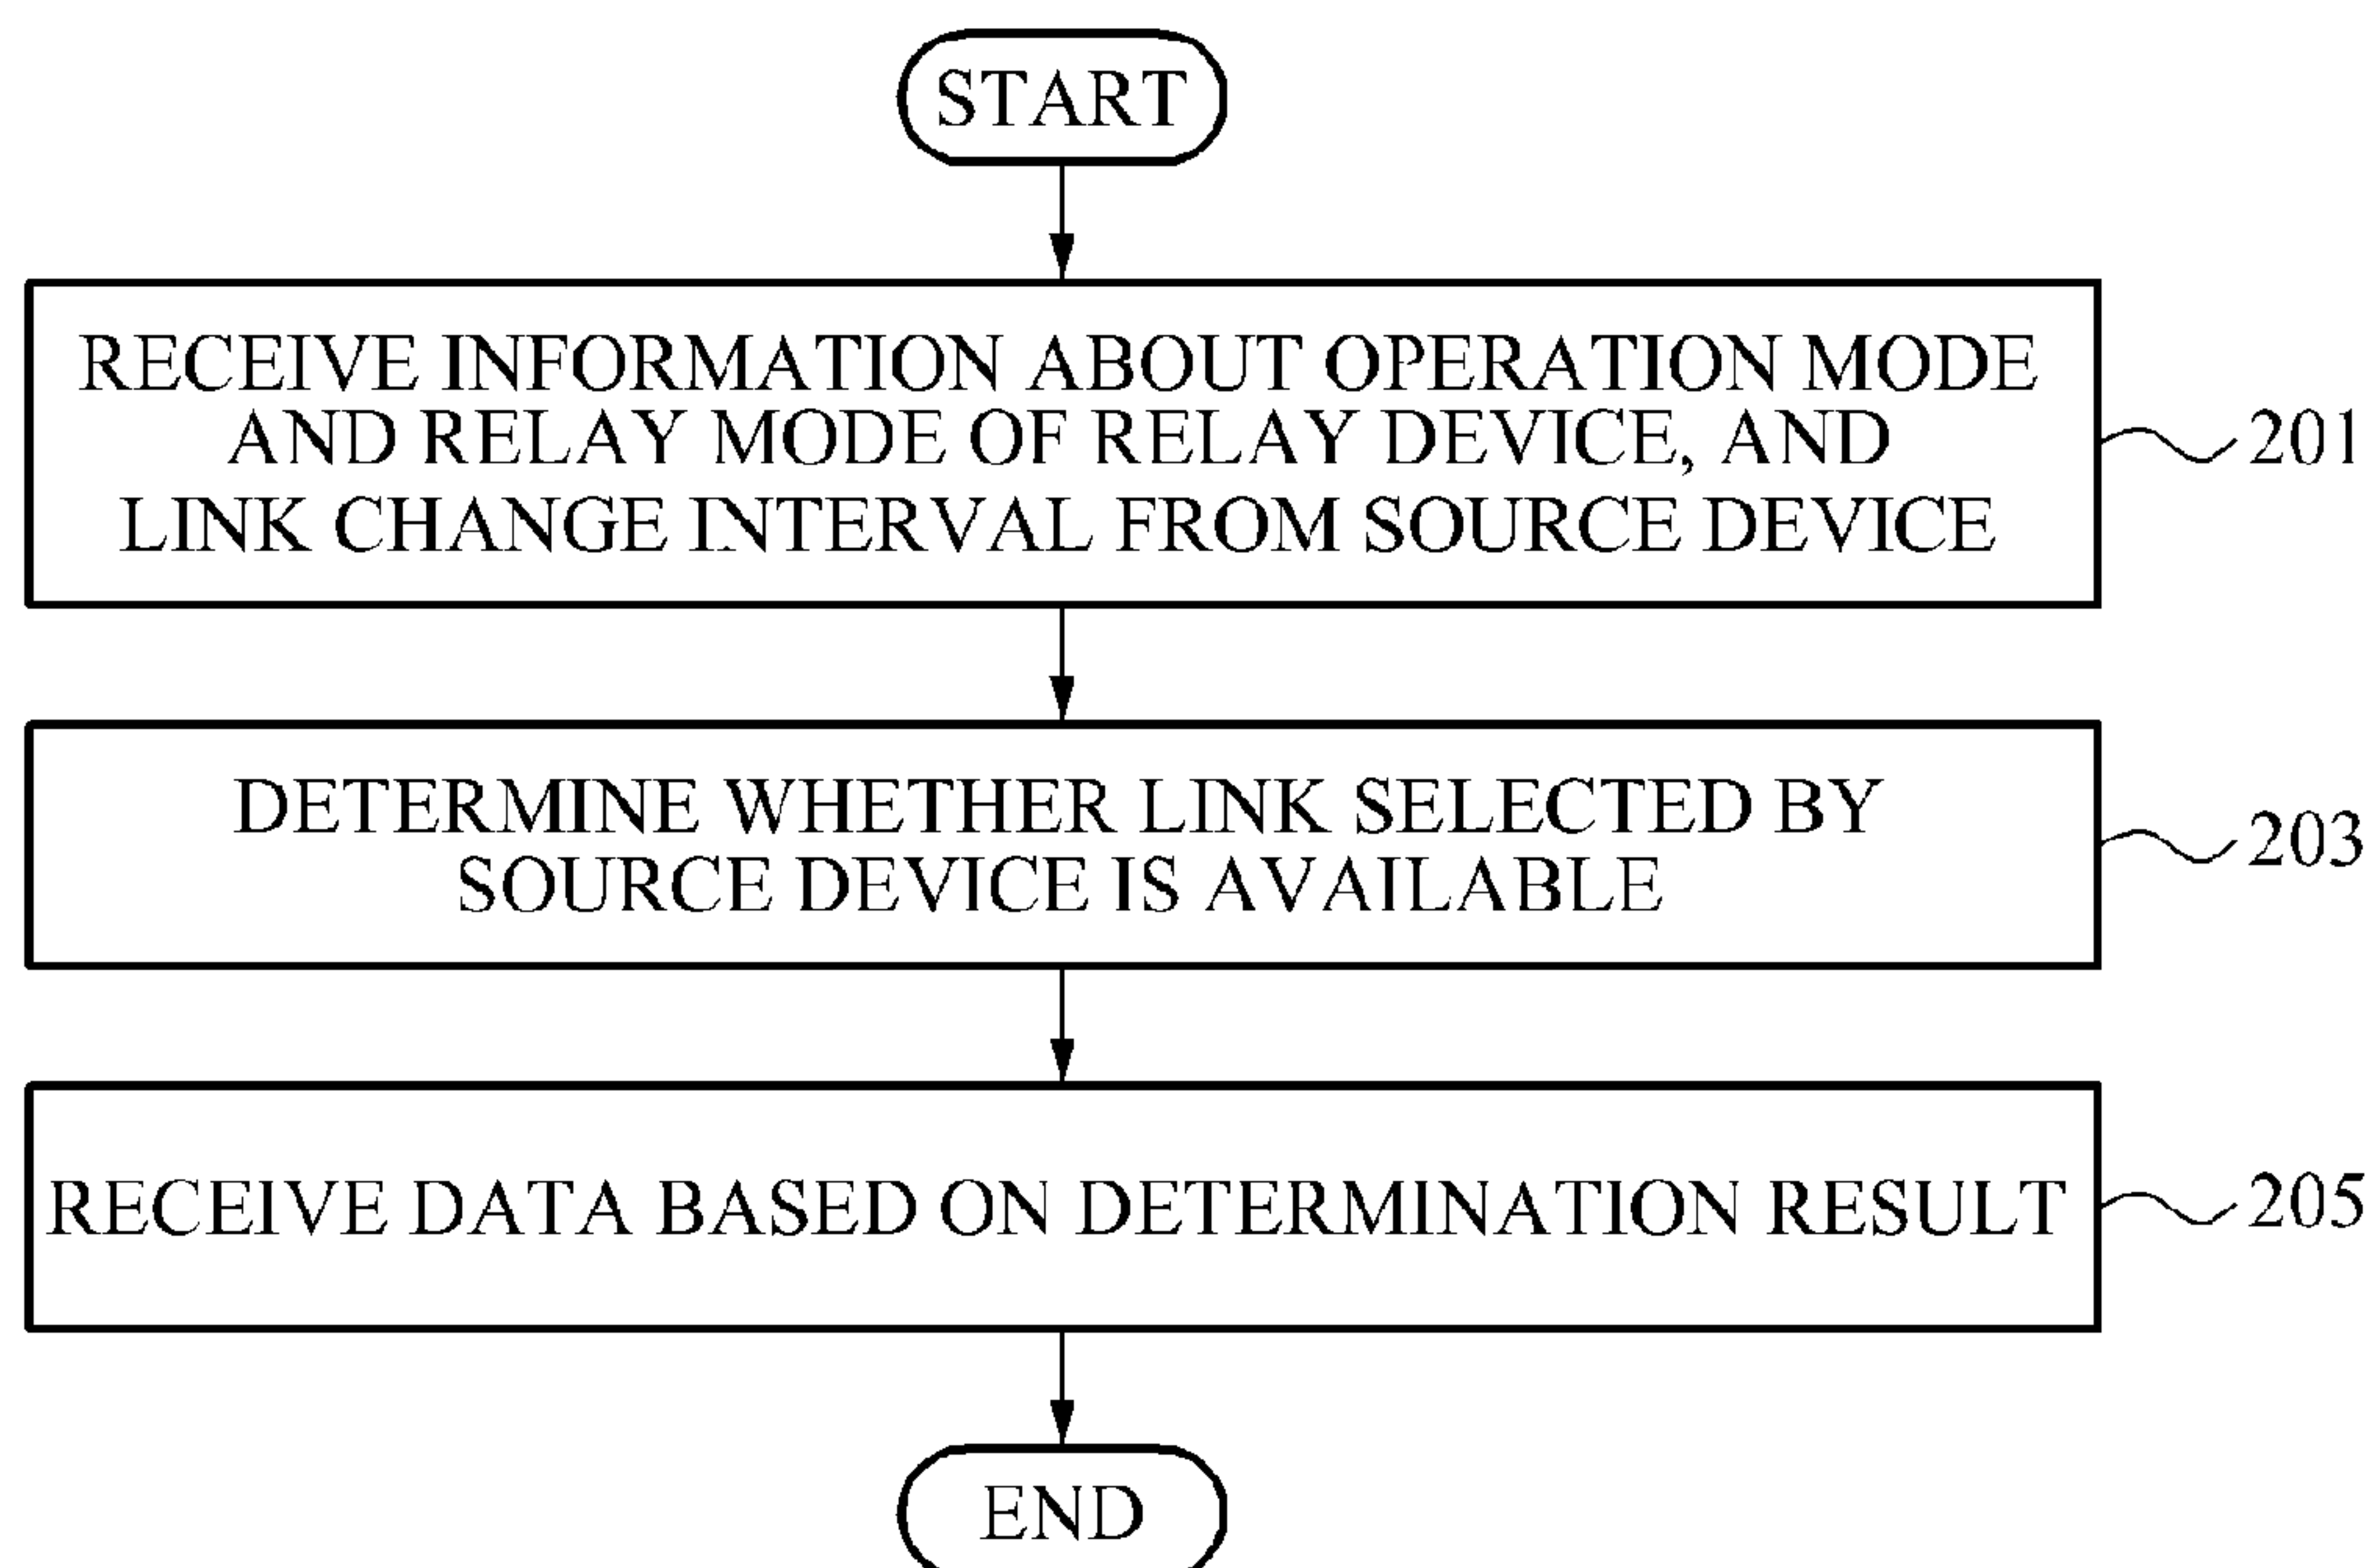 START
RECEIVE INFORMATION ABOUT OPERATION MODE
AND RELAY MODE OF RELAY DEVICE, AND
LINK CHANGE INTERVAL FROM SOURCE DEVICE
201
DETERMINE WHETHER LINK SELECTED BY
SOURCE DEVICE IS AVAILABLE
203
RECEIVE DATA BASED ON DETERMINATION RESULT
205
END